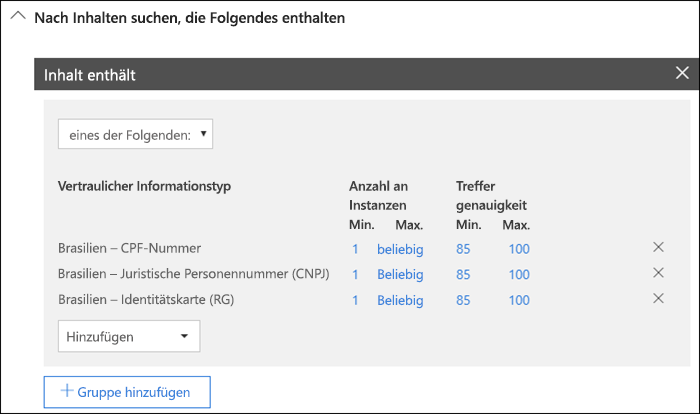 Nach Inhalten suchen, die Folgendes enthalten
Inhalt enthält
eines der Folgenden:
Vertraulicher Informationstyp Anzahl an Treffer
Instanzen genauigkeit
Min. Max. Min. Max.
Brasilien – CPF-Nummer 1 beliebig 85 100
Brasilien – Juristische Personennummer (CNPJ) 1 Beliebig 85 100
Brasilien – Identitätskarte (RG) 1 Beliebig 85 100
Hinzufügen
+ Gruppe hinzufügen